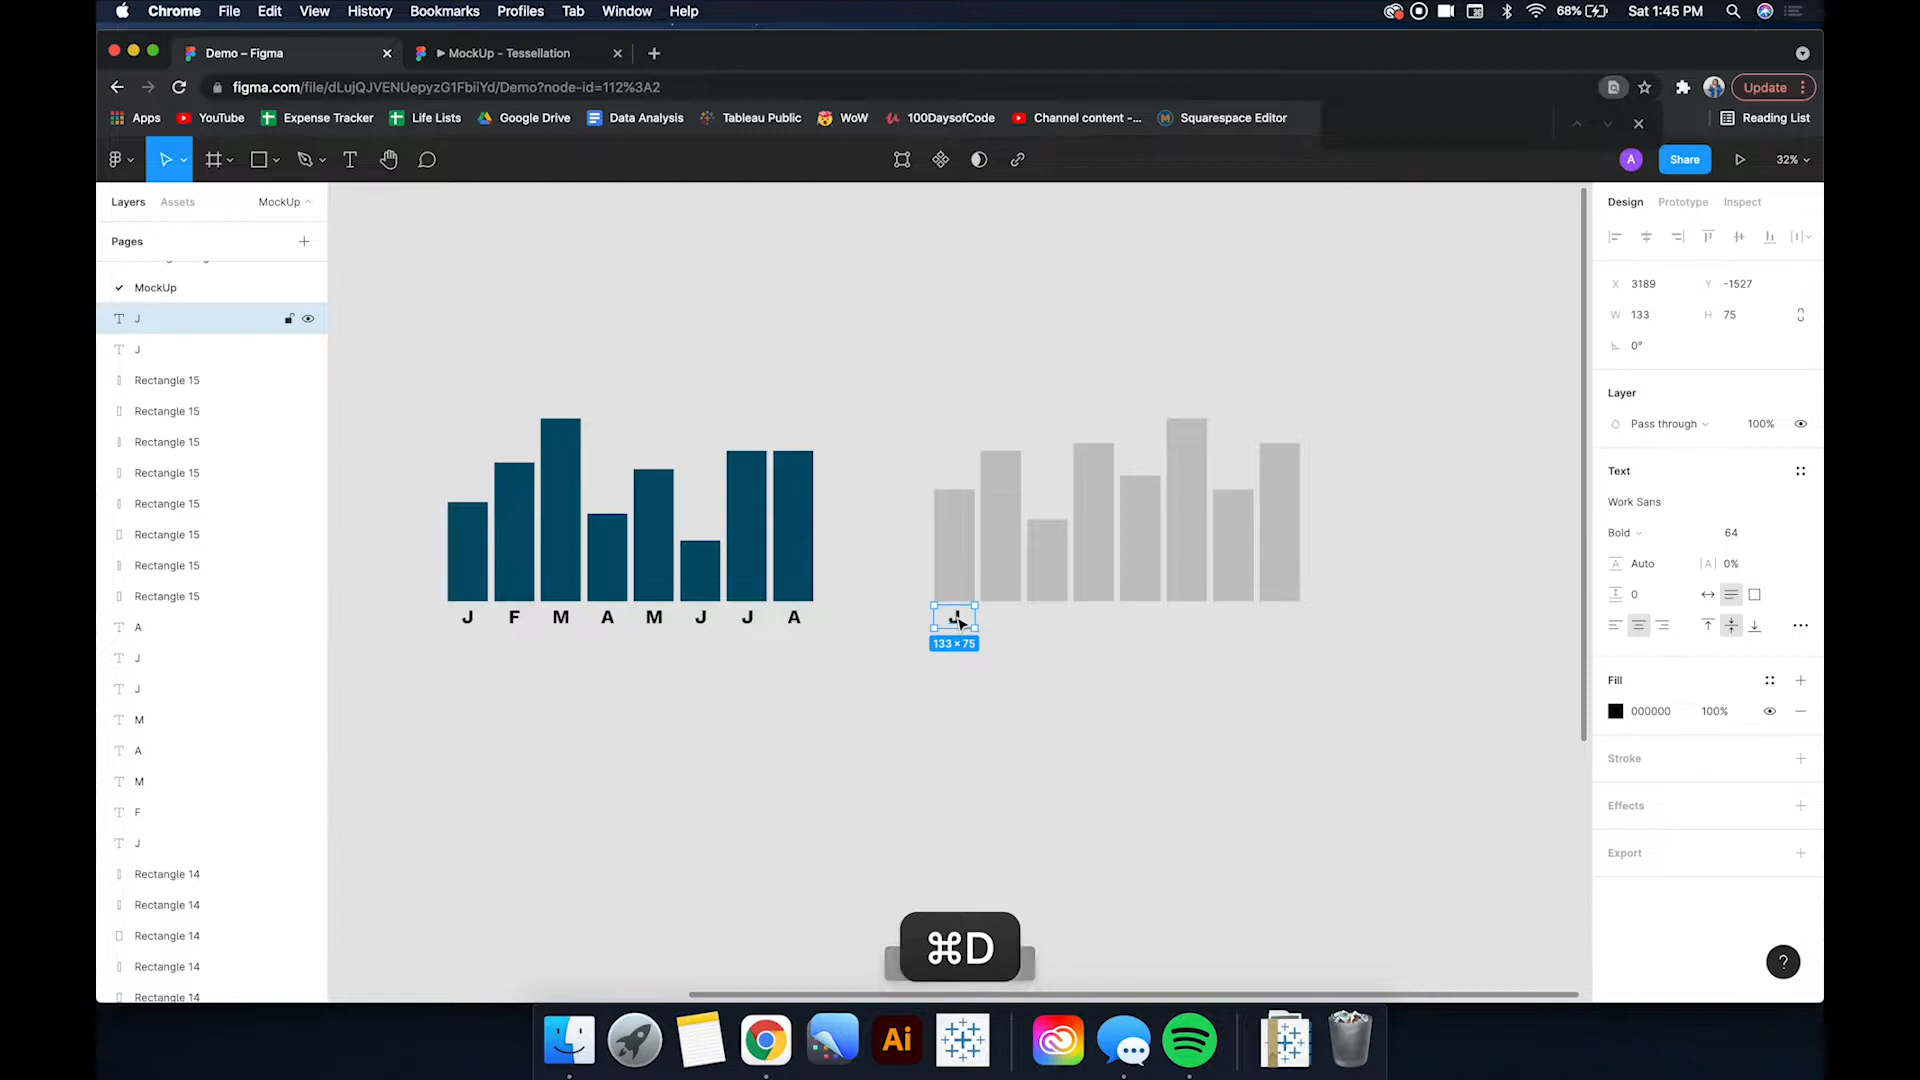 Chrome File Edit View History Bookmarks Profiles Tab Window Help
68% Sat 1:45 PM
Demo – Figma
MockUp - Tessellation
figma.com/file/dLujQJVENUepyzG1FbiiYd/Demo?node-id=112%3A2
Update
Apps YouTube Expense Tracker Life Lists Google Drive Data Analysis Tableau Public WoW 100DaysofCode Channel content -... Squarespace Editor
Reading List
A Share 32%
Layers Assets MockUp
Pages
MockUp
J
J
Rectangle 15
Rectangle 15
Rectangle 15
Rectangle 15
Rectangle 15
Rectangle 15
Rectangle 15
Rectangle 15
A
J
J
M
A
M
F
J
Rectangle 14
Rectangle 14
Rectangle 14
Rectangle 14
Rectangle 14
J F M A M J J A
J
133 × 75
⌘D
Design Prototype Inspect
X 3189 Y -1527
W 133 H 75
0°
Layer
Pass through 100%
Text
Work Sans
Bold 64
Auto |A| 0%
0
Fill
000000 100%
Stroke
Effects
Export
?
Ai